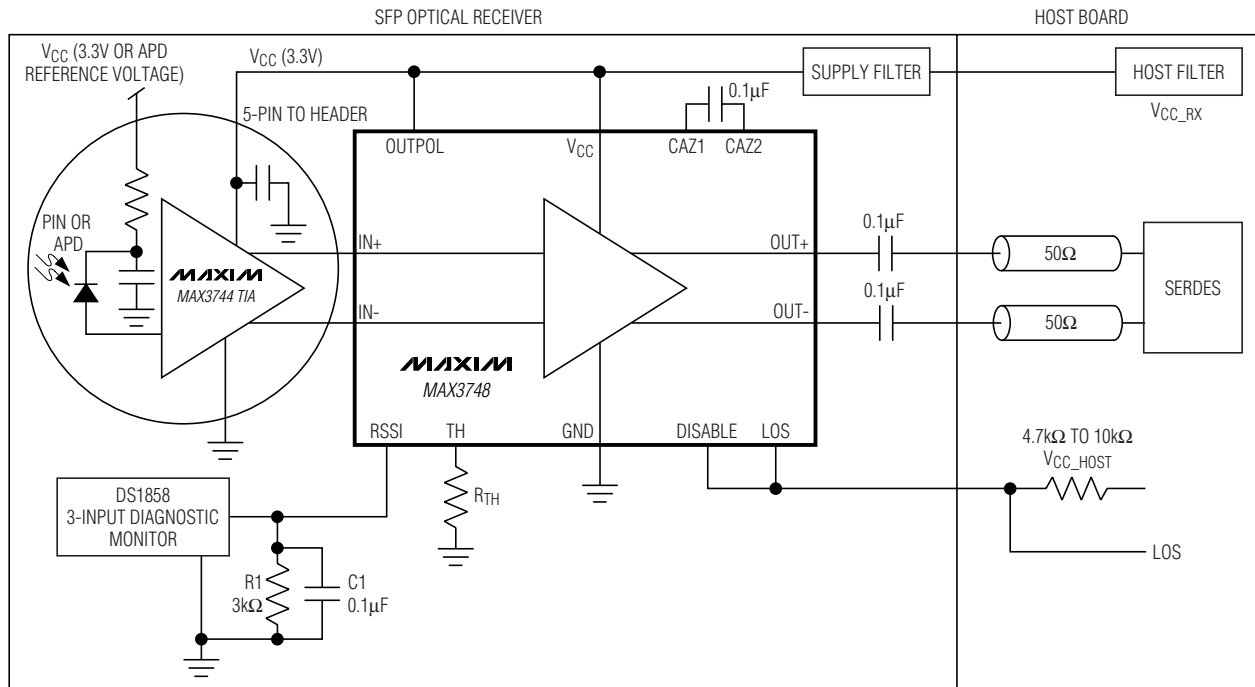 SFP OPTICAL RECEIVER
HOST BOARD
VCC (3.3V OR APD
REFERENCE VOLTAGE)
VCC (3.3V)
SUPPLY FILTER
HOST FILTER
VCC_RX
0.1μF
5-PIN TO HEADER
OUTPOL
VCC
CAZ1
CAZ2
PIN OR
APD
MAXIM
MAX3744 TIA
IN+
IN-
OUT+
OUT-
0.1μF
0.1μF
50Ω
50Ω
SERDES
MAXIM
MAX3748
RSSI
TH
GND
DISABLE
LOS
4.7kΩ TO 10kΩ
VCC_HOST
LOS
RTH
DS1858
3-INPUT DIAGNOSTIC
MONITOR
R1
3kΩ
C1
0.1μF